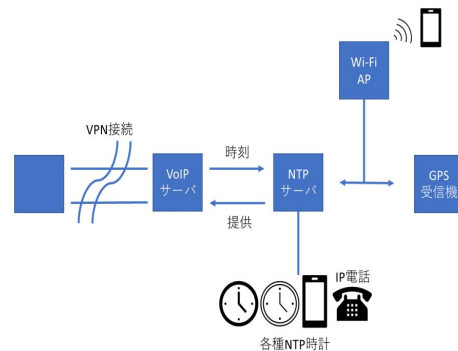 Wi-Fi
AP
VPN接続
VoIP
サーバ
時刻
提供
NTP
サーバ
GPS
受信機
IP電話
各種NTP時計